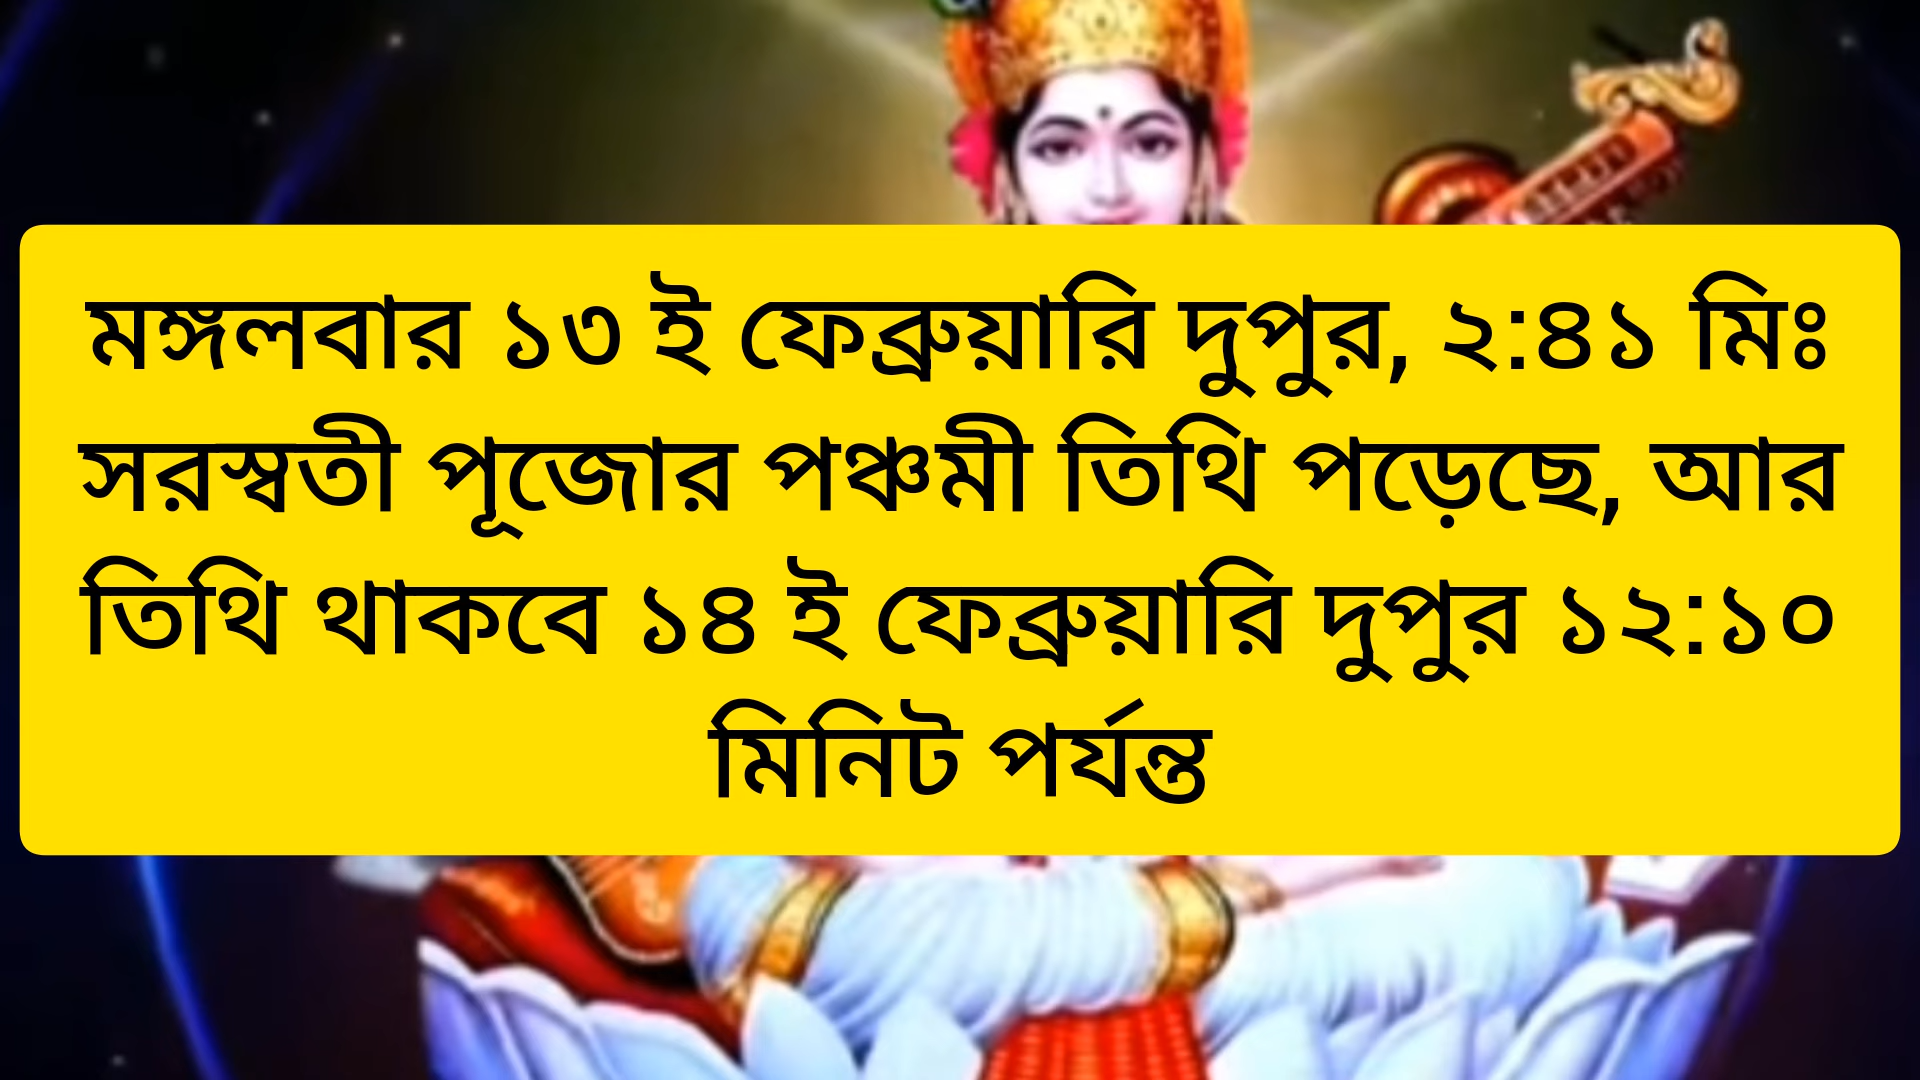 মঙ্গলবার ১৩ ই ফেব্রুয়ারি দুপুর, ২:৪১ মিঃ
সরস্বতী পূজোর পঞ্চমী তিথি পড়েছে, আর
তিথি থাকবে ১৪ ই ফেব্রুয়ারি দুপুর ১২:১০
মিনিট পর্যন্ত